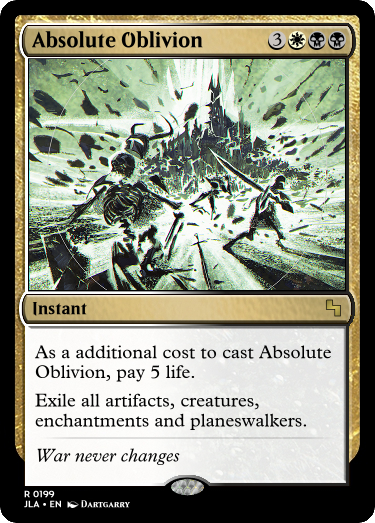 Absolute Oblivion 3
Instant
As a additional cost to cast Absolute
Oblivion, pay 5 life.
Exile all artifacts, creatures,
enchantments and planeswalkers.
War never changes
R 0199
JLA • EN Dartgarry